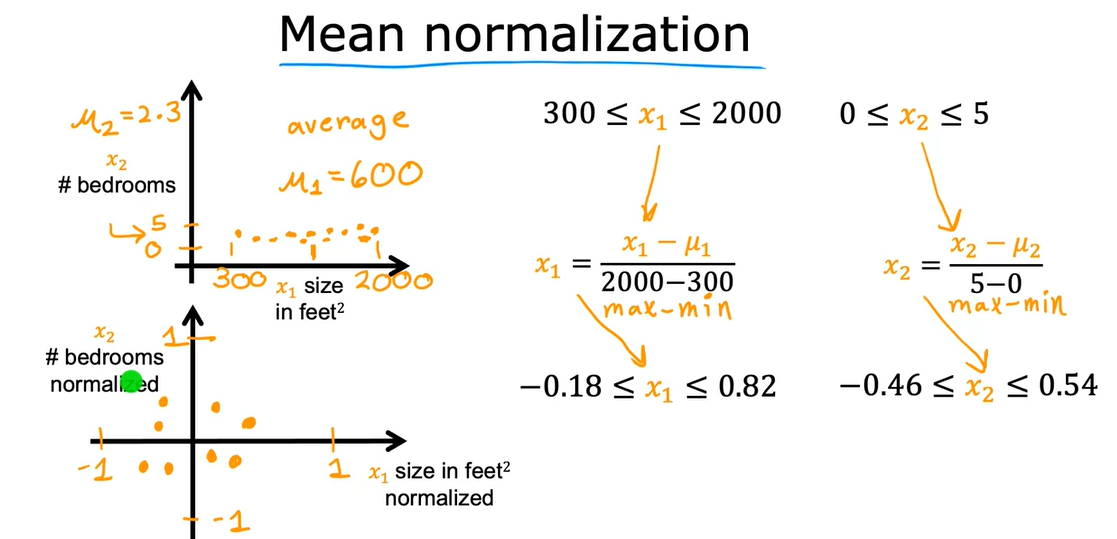 Mean normalization
μ₂=2.3
x₂
# bedrooms
5
0
average
μ₁=600
300
x₁ size
in feet²
2000
300 ≤ x₁ ≤ 2000
x₁ = (x₁ − μ₁) / (2000−300)
max-min
−0.18 ≤ x₁ ≤ 0.82
0 ≤ x₂ ≤ 5
x₂ = (x₂ − μ₂) / (5−0)
max-min
−0.46 ≤ x₂ ≤ 0.54
x₂
# bedrooms
normalized
1
-1
1
x₁ size in feet²
normalized
-1